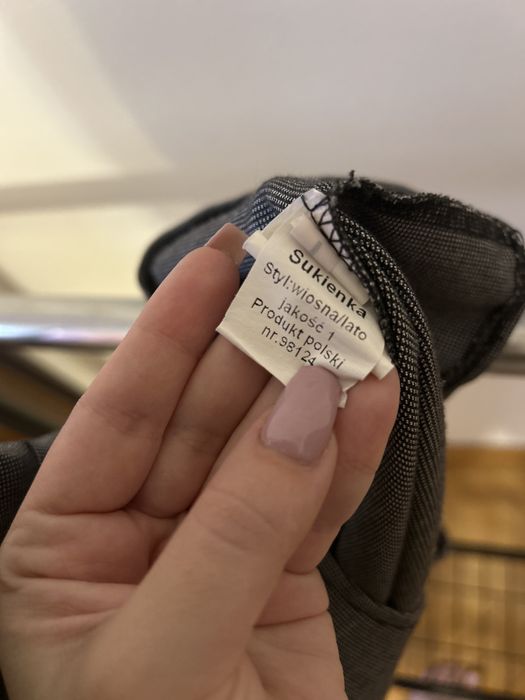 Sukienka
Styl:wiosna/lato
jakość 1
Produkt polski
nr.98124